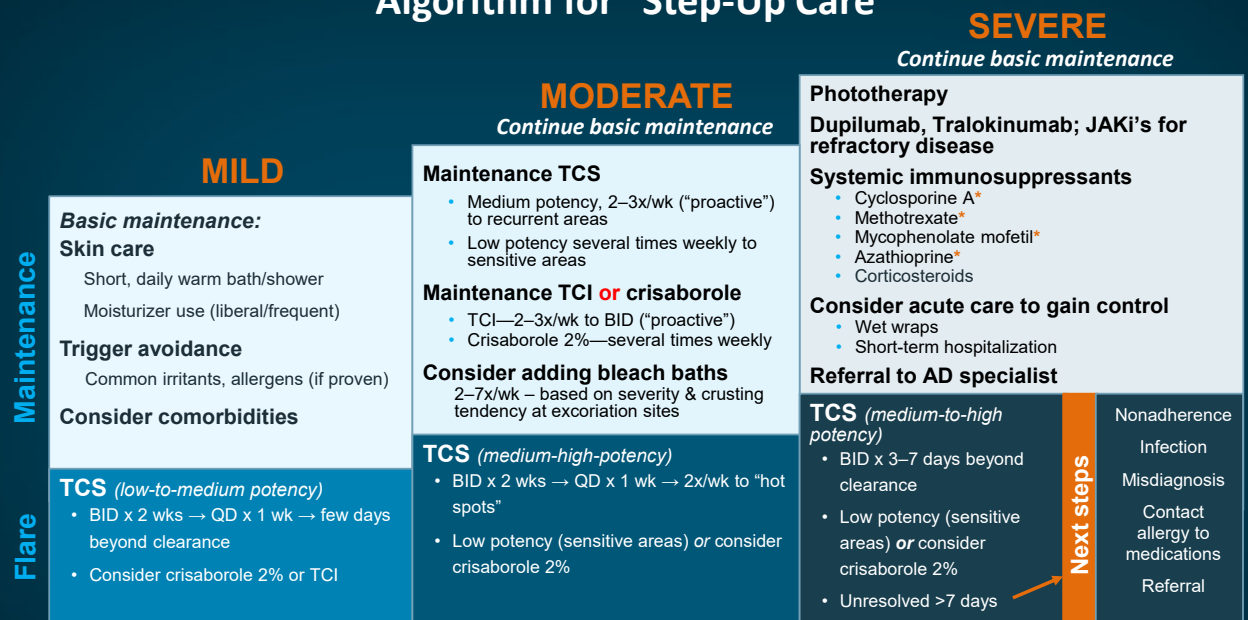 Algorithm for "Step-Up Care"
SEVERE
Continue basic maintenance
MODERATE
Continue basic maintenance
MILD
Maintenance
Flare
Basic maintenance:
Skin care
Short, daily warm bath/shower
Moisturizer use (liberal/frequent)
Trigger avoidance
Common irritants, allergens (if proven)
Consider comorbidities
TCS (low-to-medium potency)
• BID x 2 wks → QD x 1 wk → few days
beyond clearance
• Consider crisaborole 2% or TCI
Maintenance TCS
• Medium potency, 2–3x/wk (“proactive”)
to recurrent areas
• Low potency several times weekly to
sensitive areas
Maintenance TCI or crisaborole
• TCI—2–3x/wk to BID (“proactive”)
• Crisaborole 2%—several times weekly
Consider adding bleach baths
2–7x/wk – based on severity & crusting
tendency at excoriation sites
TCS (medium-high-potency)
• BID x 2 wks → QD x 1 wk → 2x/wk to “hot
spots”
• Low potency (sensitive areas) or consider
crisaborole 2%
Phototherapy
Dupilumab, Tralokinumab; JAKi's for
refractory disease
Systemic immunosuppressants
• Cyclosporine A*
• Methotrexate*
• Mycophenolate mofetil*
• Azathioprine*
• Corticosteroids
Consider acute care to gain control
• Wet wraps
• Short-term hospitalization
Referral to AD specialist
TCS (medium-to-high
potency)
• BID x 3–7 days beyond
clearance
• Low potency (sensitive
areas) or consider
crisaborole 2%
• Unresolved >7 days
Next steps
Nonadherence
Infection
Misdiagnosis
Contact
allergy to
medications
Referral